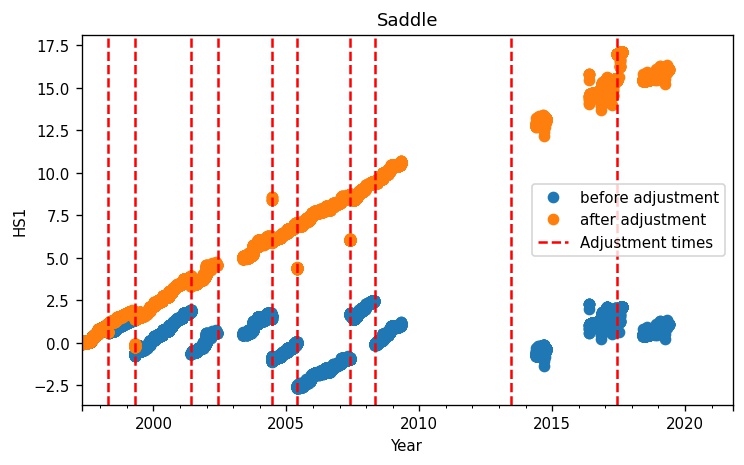 Saddle
17.5
15.0
12.5
10.0
7.5
5.0
2.5
0.0
−2.5
HS1
before adjustment
after adjustment
Adjustment times
2000 2005 2010 2015 2020
Year